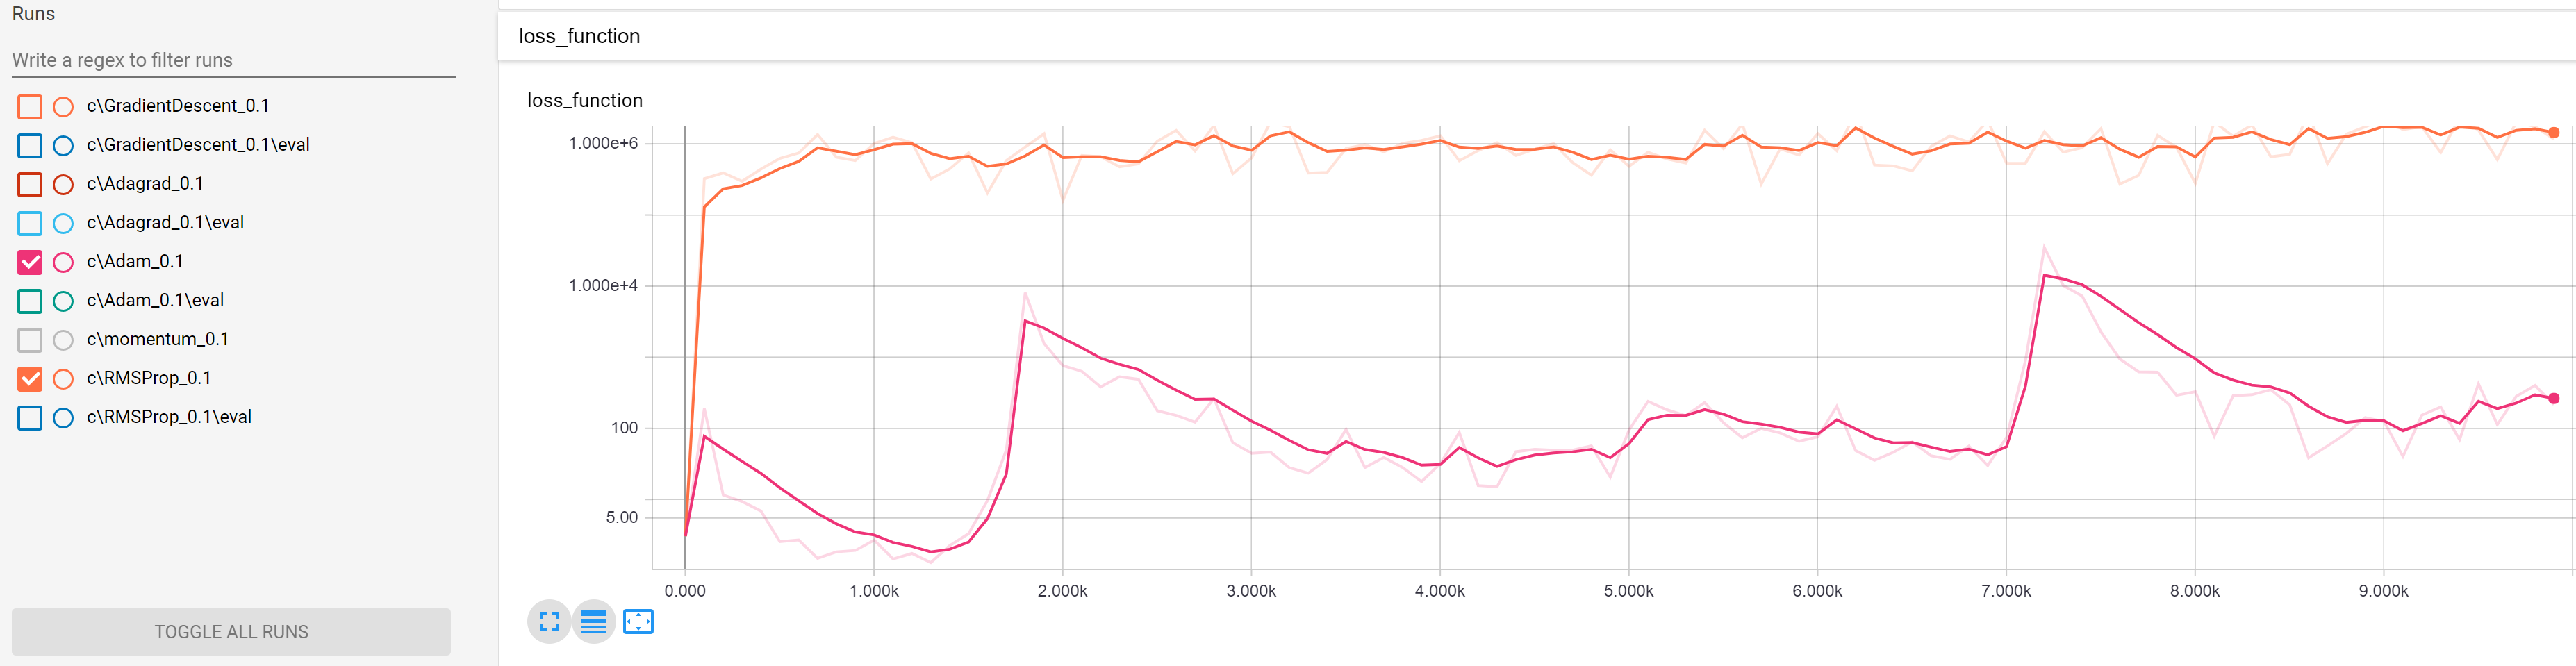 Runs
Write a regex to filter runs
c\GradientDescent_0.1
c\GradientDescent_0.1\eval
c\Adagrad_0.1
c\Adagrad_0.1\eval
c\Adam_0.1
c\Adam_0.1\eval
c\momentum_0.1
c\RMSProp_0.1
c\RMSProp_0.1\eval
TOGGLE ALL RUNS
loss_function
loss_function
1.000e+6
1.000e+4
100
5.00
0.000 1.000k 2.000k 3.000k 4.000k 5.000k 6.000k 7.000k 8.000k 9.000k